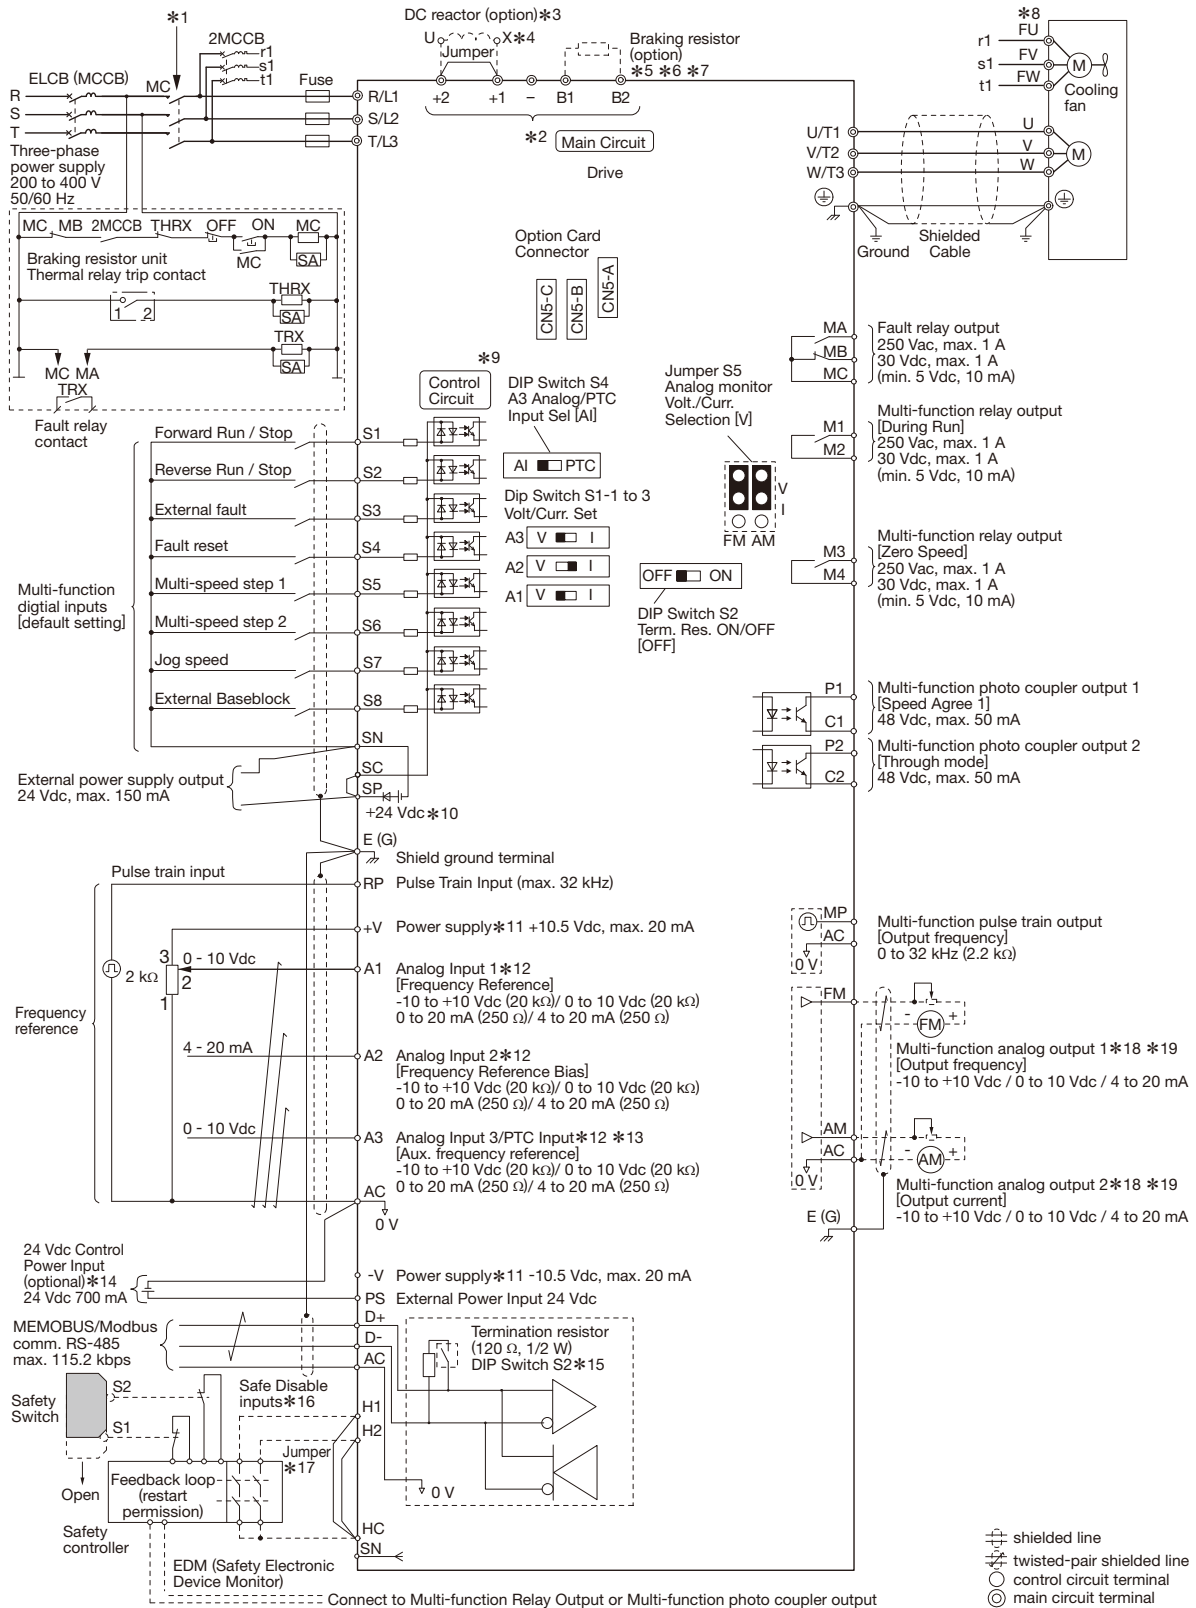 ∗1
DC reactor (option)∗3
U X∗4
Jumper
Braking resistor
(option)
∗5 ∗6 ∗7
2MCCB
r1
s1
t1
ELCB (MCCB)
MC
Fuse
R
S
T
R/L1
S/L2
T/L3
+2 +1 − B1 B2
∗2
Main Circuit
Drive
Three-phase
power supply
200 to 400 V
50/60 Hz
∗8
r1 FU
s1 FV
t1 FW
M
Cooling
fan
U/T1 U
V/T2 V
W/T3 W
M
Ground
Shielded
Cable
MC MB 2MCCB THRX OFF ON MC
MC
SA
Braking resistor unit
Thermal relay trip contact
1 2
THRX
SA
TRX
SA
MC MA
TRX
Fault relay
contact
Option Card
Connector
CN5-C
CN5-B
CN5-A
∗9
Control
Circuit
DIP Switch S4
A3 Analog/PTC
Input Sel [AI]
AI PTC
Dip Switch S1-1 to 3
Volt/Curr. Set
A3 V I
A2 V I
A1 V I
Jumper S5
Analog monitor
Volt./Curr.
Selection [V]
V
I
FM AM
OFF ON
DIP Switch S2
Term. Res. ON/OFF
[OFF]
MA
MB
MC
Fault relay output
250 Vac, max. 1 A
30 Vdc, max. 1 A
(min. 5 Vdc, 10 mA)
M1
M2
Multi-function relay output
[During Run]
250 Vac, max. 1 A
30 Vdc, max. 1 A
(min. 5 Vdc, 10 mA)
M3
M4
Multi-function relay output
[Zero Speed]
250 Vac, max. 1 A
30 Vdc, max. 1 A
(min. 5 Vdc, 10 mA)
P1
C1
Multi-function photo coupler output 1
[Speed Agree 1]
48 Vdc, max. 50 mA
P2
C2
Multi-function photo coupler output 2
[Through mode]
48 Vdc, max. 50 mA
Multi-function
digtial inputs
[default setting]
Forward Run / Stop S1
Reverse Run / Stop S2
External fault S3
Fault reset S4
Multi-speed step 1 S5
Multi-speed step 2 S6
Jog speed S7
External Baseblock S8
SN
SC
SP
External power supply output
24 Vdc, max. 150 mA
+24 Vdc∗10
E (G)
Shield ground terminal
Pulse train input
RP Pulse Train Input (max. 32 kHz)
+V Power supply∗11 +10.5 Vdc, max. 20 mA
Frequency
reference
2 kΩ
3
2
1
0 - 10 Vdc
A1 Analog Input 1∗12
[Frequency Reference]
-10 to +10 Vdc (20 kΩ)/ 0 to 10 Vdc (20 kΩ)
0 to 20 mA (250 Ω)/ 4 to 20 mA (250 Ω)
4 - 20 mA
A2 Analog Input 2∗12
[Frequency Reference Bias]
-10 to +10 Vdc (20 kΩ)/ 0 to 10 Vdc (20 kΩ)
0 to 20 mA (250 Ω)/ 4 to 20 mA (250 Ω)
0 - 10 Vdc
A3 Analog Input 3/PTC Input∗12 ∗13
[Aux. frequency reference]
-10 to +10 Vdc (20 kΩ)/ 0 to 10 Vdc (20 kΩ)
0 to 20 mA (250 Ω)/ 4 to 20 mA (250 Ω)
AC
0 V
MP
AC
0 V
Multi-function pulse train output
[Output frequency]
0 to 32 kHz (2.2 kΩ)
FM
- +
FM
Multi-function analog output 1∗18 ∗19
[Output frequency]
-10 to +10 Vdc / 0 to 10 Vdc / 4 to 20 mA
AM
AC
0 V
- +
AM
Multi-function analog output 2∗18 ∗19
[Output current]
-10 to +10 Vdc / 0 to 10 Vdc / 4 to 20 mA
E (G)
24 Vdc Control
Power Input
(optional)∗14
24 Vdc 700 mA
-V Power supply∗11 -10.5 Vdc, max. 20 mA
PS External Power Input 24 Vdc
MEMOBUS/Modbus
comm. RS-485
max. 115.2 kbps
D+
D-
AC
Termination resistor
(120 Ω, 1/2 W)
DIP Switch S2∗15
0 V
Safety
Switch
S2
S1
Open
Safe Disable
inputs∗16
H1
H2
Jumper
∗17
Feedback loop
(restart
permission)
Safety
controller
HC
SN
EDM (Safety Electronic
Device Monitor)
Connect to Multi-function Relay Output or Multi-function photo coupler output
shielded line
twisted-pair shielded line
control circuit terminal
main circuit terminal